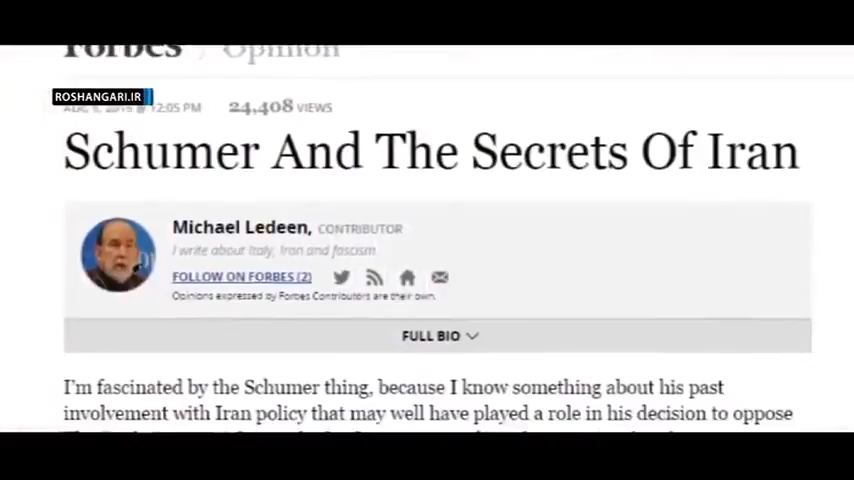 Forbes / Opinion
ROSHANGARI.IR
12:05 PM 24,408 VIEWS
Schumer And The Secrets Of Iran
Michael Ledeen, CONTRIBUTOR
I write about Italy, Iran and fascism
FOLLOW ON FORBES (2)
Opinions expressed by Forbes Contributors are their own.
FULL BIO
I'm fascinated by the Schumer thing, because I know something about his past
involvement with Iran policy that may well have played a role in his decision to oppose